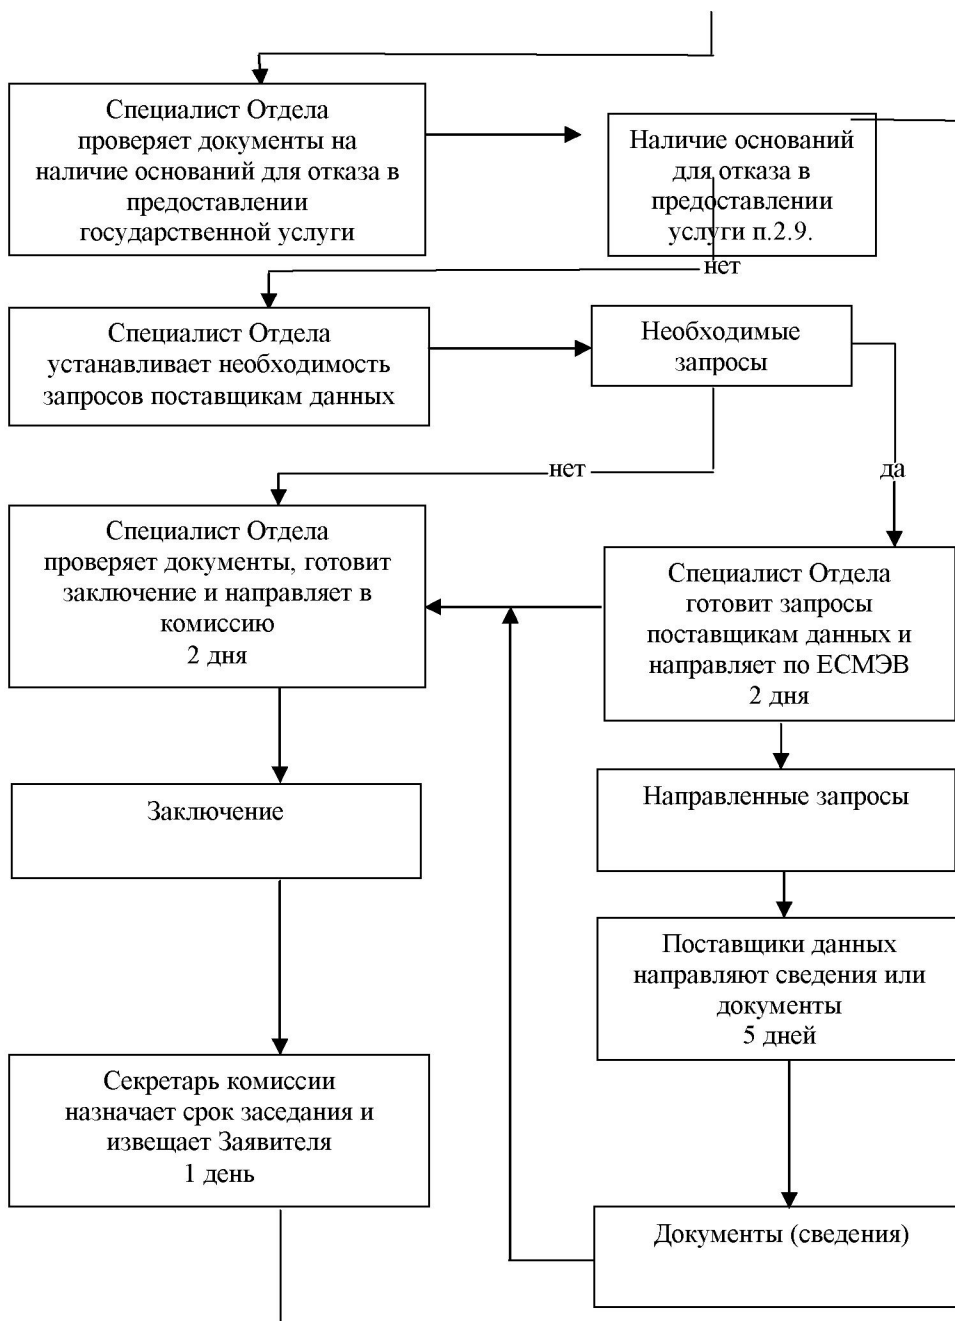 Специалист Отдела
проверяет документы на
наличие оснований для отказа в
предоставлении
государственной услуги
Наличие оснований
для отказа в
предоставлении
услуги п.2.9.
нет
Специалист Отдела
устанавливает необходимость
запросов поставщикам данных
Необходимые
запросы
нет
да
Специалист Отдела
проверяет документы, готовит
заключение и направляет в
комиссию
2 дня
Специалист Отдела
готовит запросы
поставщикам данных и
направляет по ЕСМЭВ
2 дня
Заключение
Направленные запросы
Поставщики данных
направляют сведения или
документы
5 дней
Секретарь комиссии
назначает срок заседания и
извещает Заявителя
1 день
Документы (сведения)